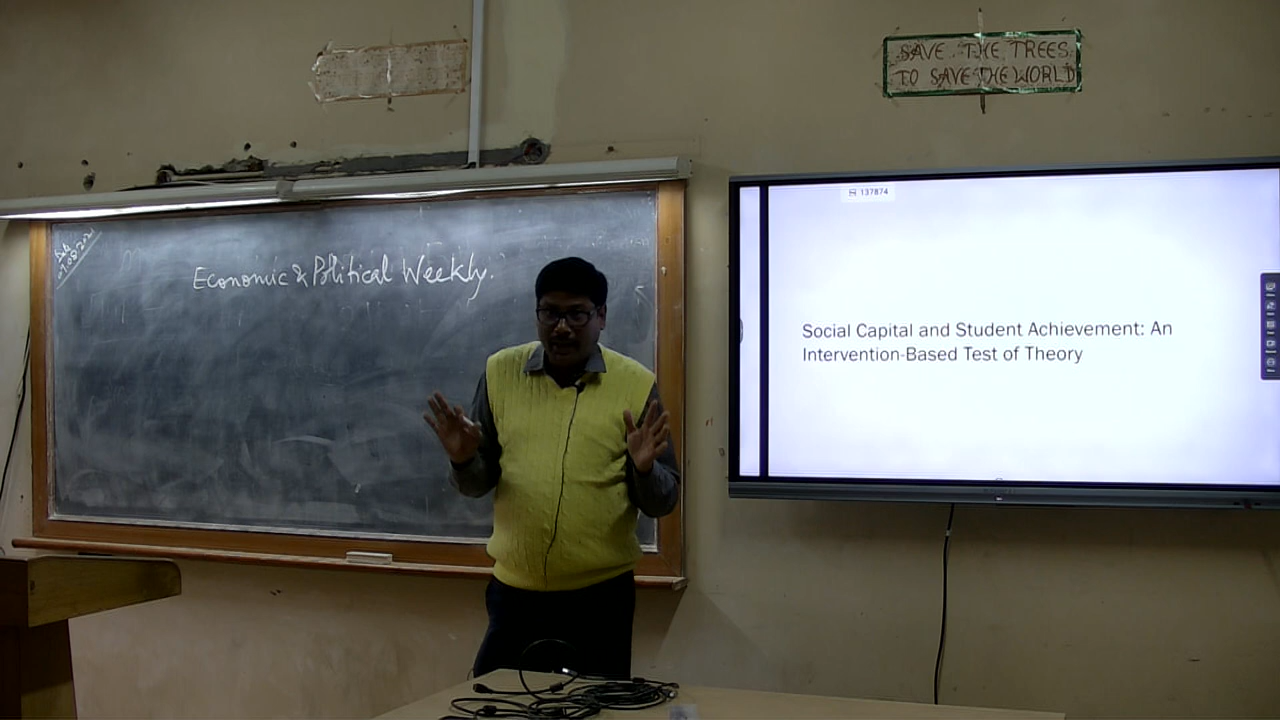 SAVE THE TREES
TO SAVE THE WORLD
Economic & Political Weekly.
137874
Social Capital and Student Achievement: An
Intervention-Based Test of Theory